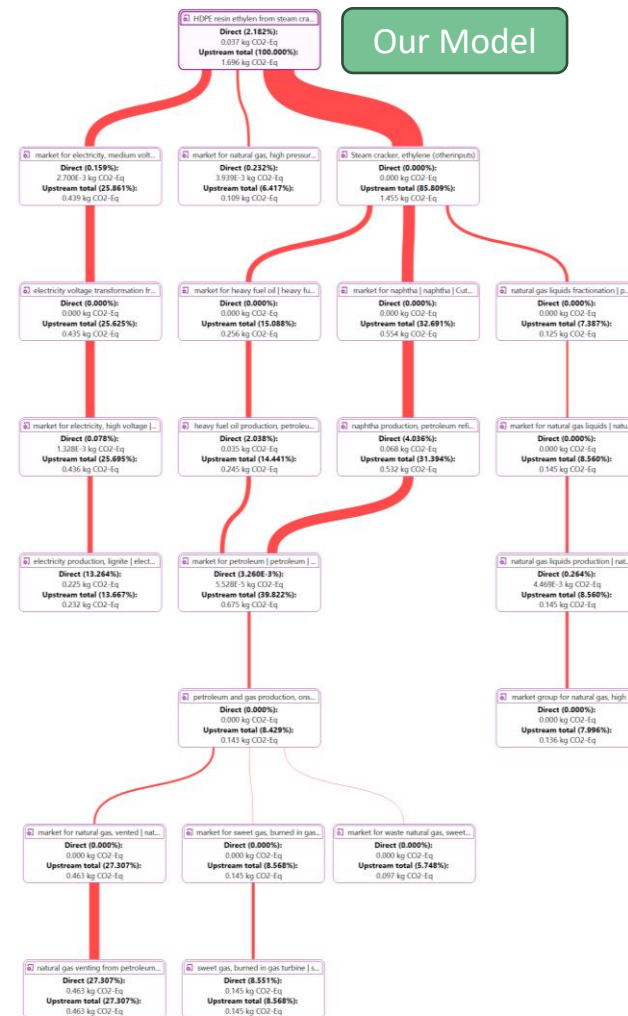 HDPE resin ethylen from steam cra...
Direct (2.182%):
0.037 kg CO2-Eq
Upstream total (100.000%):
1.696 kg CO2-Eq
Our Model
market for electricity, medium volt...
Direct (0.159%):
2.700E-3 kg CO2-Eq
Upstream total (25.861%):
0.439 kg CO2-Eq
market for natural gas, high pressur...
Direct (0.232%):
3.939E-3 kg CO2-Eq
Upstream total (6.417%):
0.109 kg CO2-Eq
Steam cracker, ethylene (otherinputs)
Direct (0.000%):
0.000 kg CO2-Eq
Upstream total (85.809%):
1.455 kg CO2-Eq
electricity voltage transformation fr...
Direct (0.000%):
0.000 kg CO2-Eq
Upstream total (25.625%):
0.435 kg CO2-Eq
market for heavy fuel oil | heavy fu...
Direct (0.000%):
0.000 kg CO2-Eq
Upstream total (15.088%):
0.256 kg CO2-Eq
market for naphtha | naphtha | Cut...
Direct (0.000%):
0.000 kg CO2-Eq
Upstream total (32.691%):
0.554 kg CO2-Eq
natural gas liquids fractionation | p...
Direct (0.000%):
0.000 kg CO2-Eq
Upstream total (7.387%):
0.125 kg CO2-Eq
market for electricity, high voltage |...
Direct (0.078%):
1.328E-3 kg CO2-Eq
Upstream total (25.695%):
0.436 kg CO2-Eq
heavy fuel oil production, petroleu...
Direct (2.038%):
0.035 kg CO2-Eq
Upstream total (14.441%):
0.245 kg CO2-Eq
naphtha production, petroleum refi...
Direct (4.036%):
0.068 kg CO2-Eq
Upstream total (31.394%):
0.532 kg CO2-Eq
market for natural gas liquids | natu...
Direct (0.000%):
0.000 kg CO2-Eq
Upstream total (8.560%):
0.145 kg CO2-Eq
electricity production, lignite | elect...
Direct (13.264%):
0.225 kg CO2-Eq
Upstream total (13.667%):
0.232 kg CO2-Eq
market for petroleum | petroleum | ...
Direct (3.260E-3%):
5.528E-5 kg CO2-Eq
Upstream total (39.822%):
0.675 kg CO2-Eq
natural gas liquids production | nat...
Direct (0.264%):
4.469E-3 kg CO2-Eq
Upstream total (8.560%):
0.145 kg CO2-Eq
petroleum and gas production, ons...
Direct (0.000%):
0.000 kg CO2-Eq
Upstream total (8.429%):
0.143 kg CO2-Eq
market group for natural gas, high
Direct (0.000%):
0.000 kg CO2-Eq
Upstream total (7.996%):
0.136 kg CO2-Eq
market for natural gas, vented | nat...
Direct (0.000%):
0.000 kg CO2-Eq
Upstream total (27.307%):
0.463 kg CO2-Eq
market for sweet gas, burned in gas...
Direct (0.000%):
0.000 kg CO2-Eq
Upstream total (8.568%):
0.145 kg CO2-Eq
market for waste natural gas, sweet...
Direct (0.000%):
0.000 kg CO2-Eq
Upstream total (5.748%):
0.097 kg CO2-Eq
natural gas venting from petroleum...
Direct (27.307%):
0.463 kg CO2-Eq
Upstream total (27.307%):
0.463 kg CO2-Eq
sweet gas, burned in gas turbine | s...
Direct (8.551%):
0.145 kg CO2-Eq
Upstream total (8.568%):
0.145 kg CO2-Eq